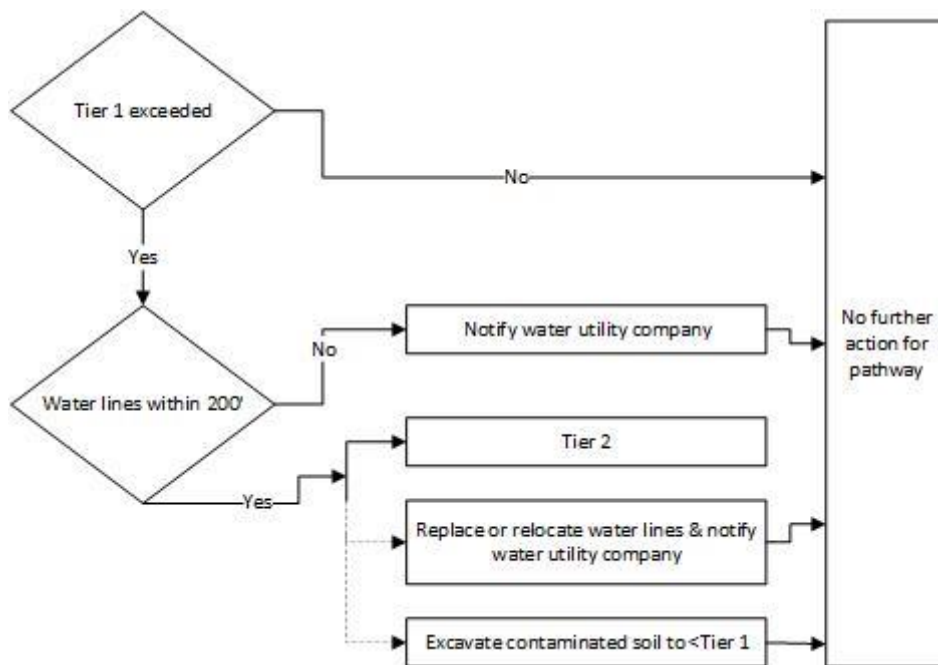 Tier 1 exceeded
No
Yes
Notify water utility company
No
Water lines within 200'
No further
action for
pathway
Tier 2
Yes
Replace or relocate water lines & notify
water utility company
Excavate contaminated soil to <Tier 1